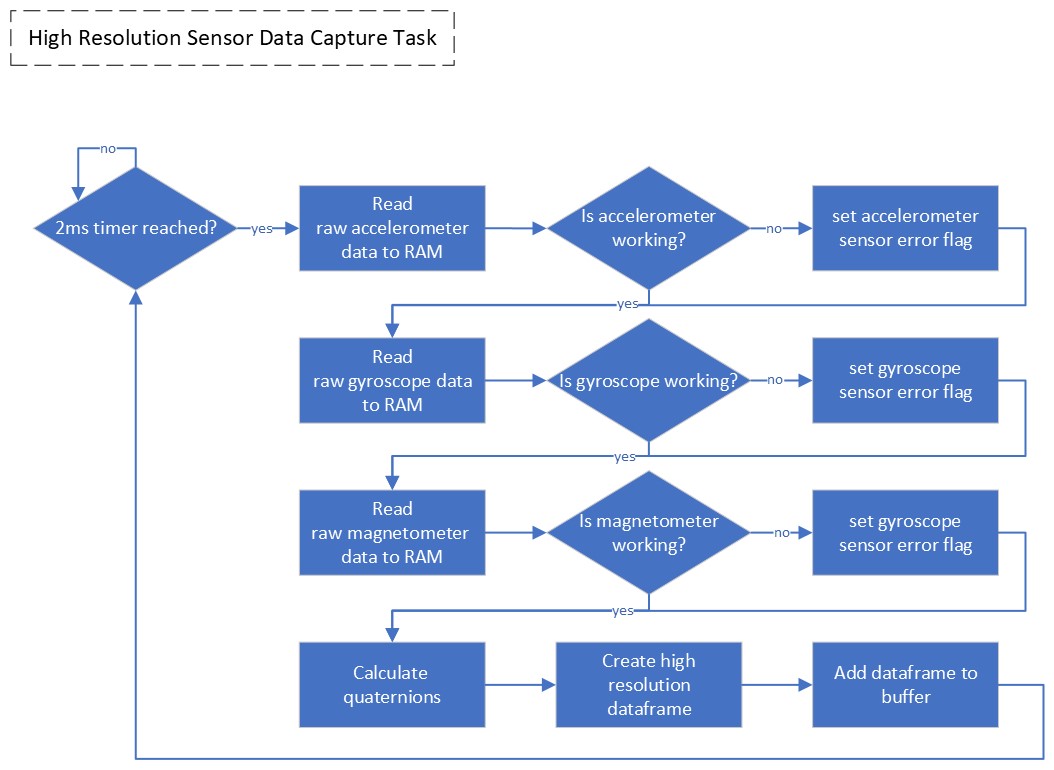 High Resolution Sensor Data Capture Task
no
2ms timer reached?
yes
Read
raw accelerometer
data to RAM
Is accelerometer
working?
no
set accelerometer
sensor error flag
yes
Read
raw gyroscope data
to RAM
Is gyroscope working?
no
set gyroscope
sensor error flag
yes
Read
raw magnetometer
data to RAM
Is magnetometer
working?
no
set gyroscope
sensor error flag
yes
Calculate
quaternions
Create high
resolution
dataframe
Add dataframe to
buffer